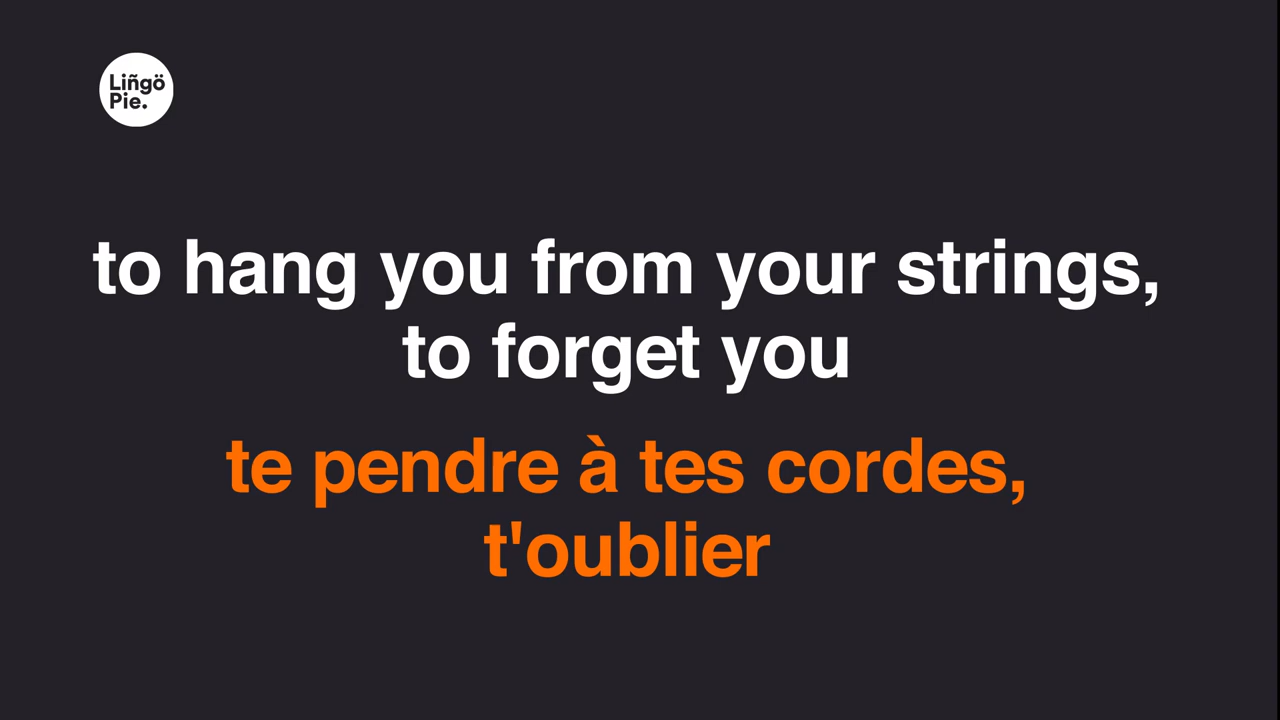 Liñgö
Pie.
to hang you from your strings,
to forget you
te pendre à tes cordes,
t'oublier